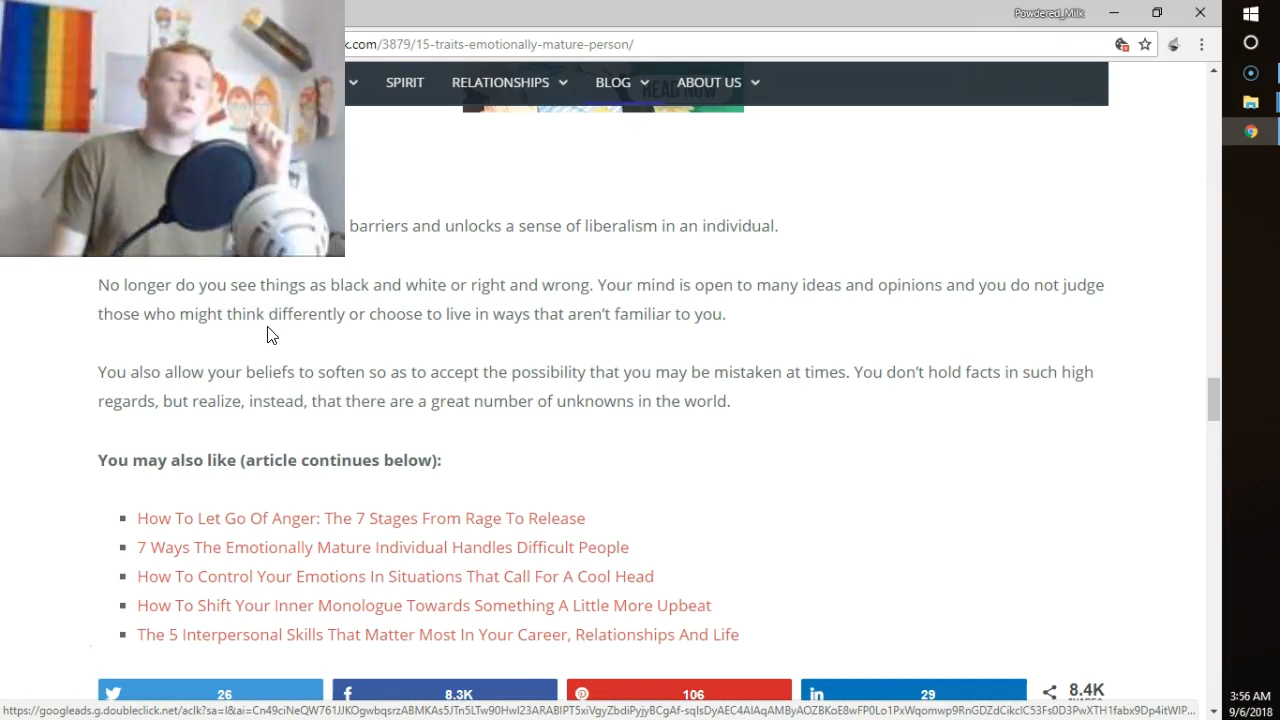 Powdered_Milk
k.com/3879/15-traits-emotionally-mature-person/
SPIRIT RELATIONSHIPS BLOG ABOUT US
READ NOW
barriers and unlocks a sense of liberalism in an individual.
No longer do you see things as black and white or right and wrong. Your mind is open to many ideas and opinions and you do not judge
those who might think differently or choose to live in ways that aren't familiar to you.
You also allow your beliefs to soften so as to accept the possibility that you may be mistaken at times. You don't hold facts in such high
regards, but realize, instead, that there are a great number of unknowns in the world.
You may also like (article continues below):
How To Let Go Of Anger: The 7 Stages From Rage To Release
7 Ways The Emotionally Mature Individual Handles Difficult People
How To Control Your Emotions In Situations That Call For A Cool Head
How To Shift Your Inner Monologue Towards Something A Little More Upbeat
The 5 Interpersonal Skills That Matter Most In Your Career, Relationships And Life
26 8.3K 106 29 8.4K
3:56 AM
9/6/2018